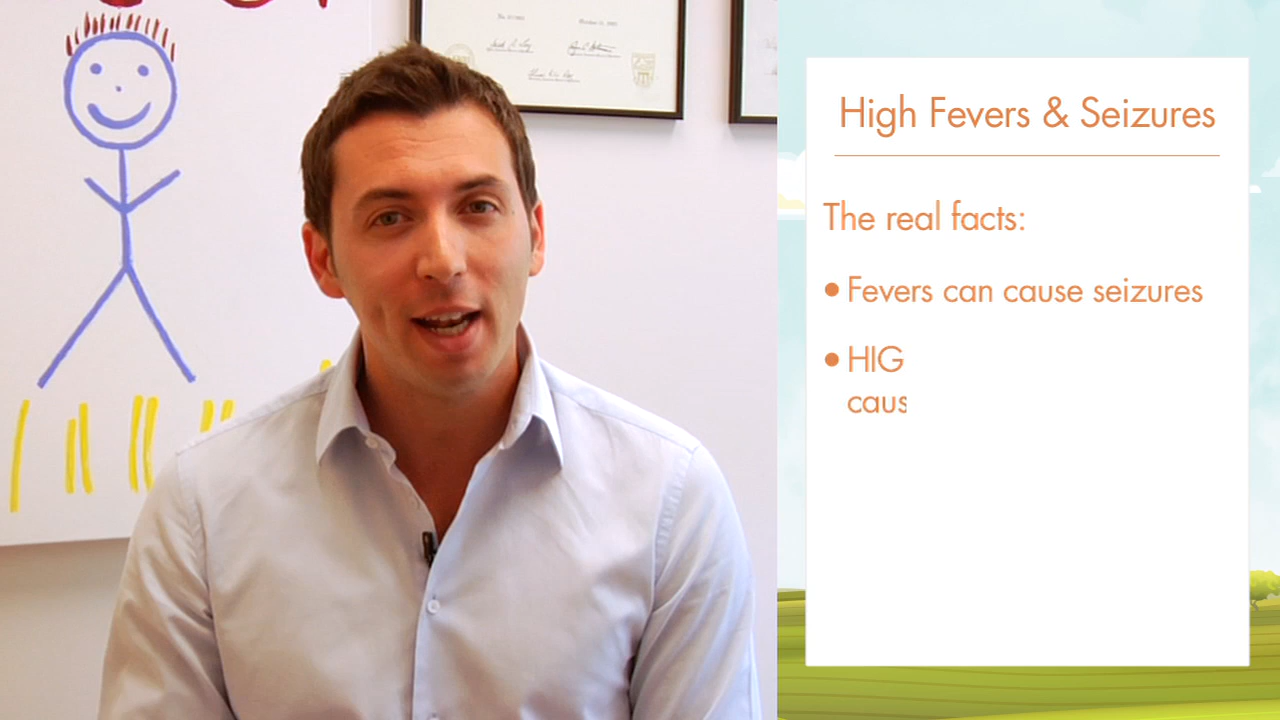 High Fevers & Seizures
The real facts:
• Fevers can cause seizures
• HIG
caus